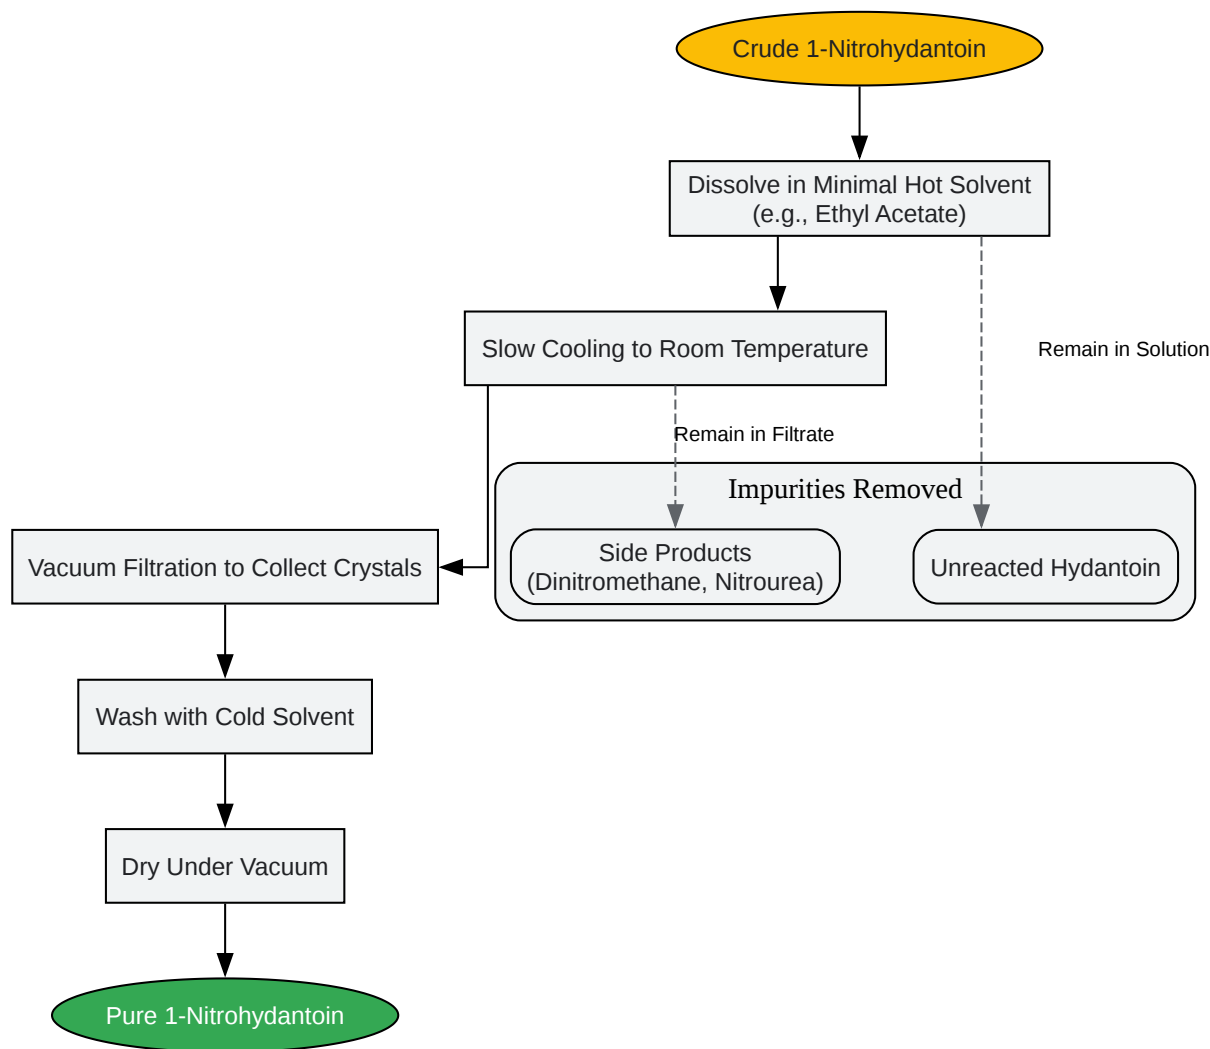 Crude 1-Nitrohydantoin
Dissolve in Minimal Hot Solvent
(e.g., Ethyl Acetate)
Slow Cooling to Room Temperature
Remain in Solution
Remain in Filtrate
Impurities Removed
Side Products
(Dinitromethane, Nitrourea)
Unreacted Hydantoin
Vacuum Filtration to Collect Crystals
Wash with Cold Solvent
Dry Under Vacuum
Pure 1-Nitrohydantoin